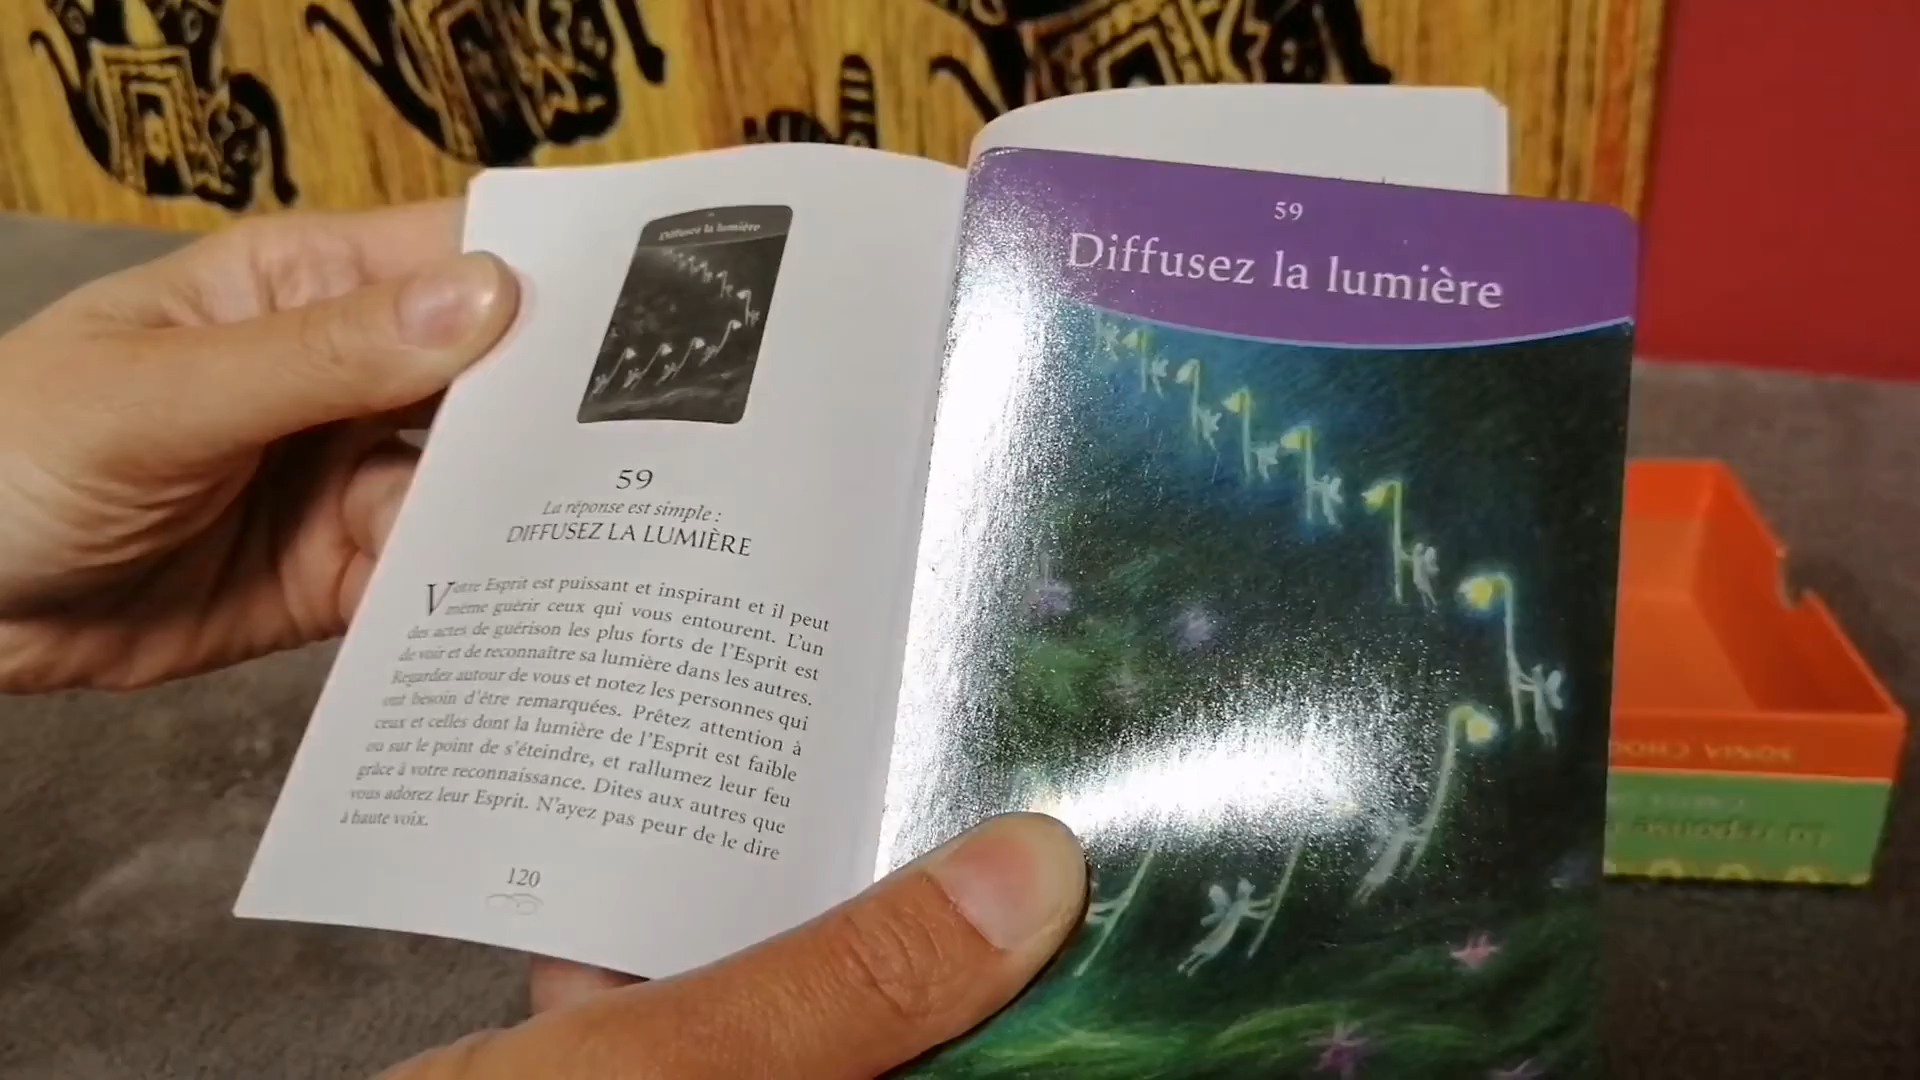 Diffusez la lumière
59
La réponse est simple :
DIFFUSEZ LA LUMIÈRE
Votre Esprit est puissant et inspirant et il peut
même guérir ceux qui vous entourent. L'un
des actes de guérison les plus forts de l'Esprit est
de voir et de reconnaître sa lumière dans les autres.
Regardez autour de vous et notez les personnes qui
ont besoin d'être remarquées. Prêtez attention à
ceux et celles dont la lumière de l'Esprit est faible
ou sur le point de s'éteindre, et rallumez leur feu
grâce à votre reconnaissance. Dites aux autres que
vous adorez leur Esprit. N'ayez pas peur de le dire
à haute voix.
120
59
Diffusez la lumière
SONIA CHOQ
La réponse